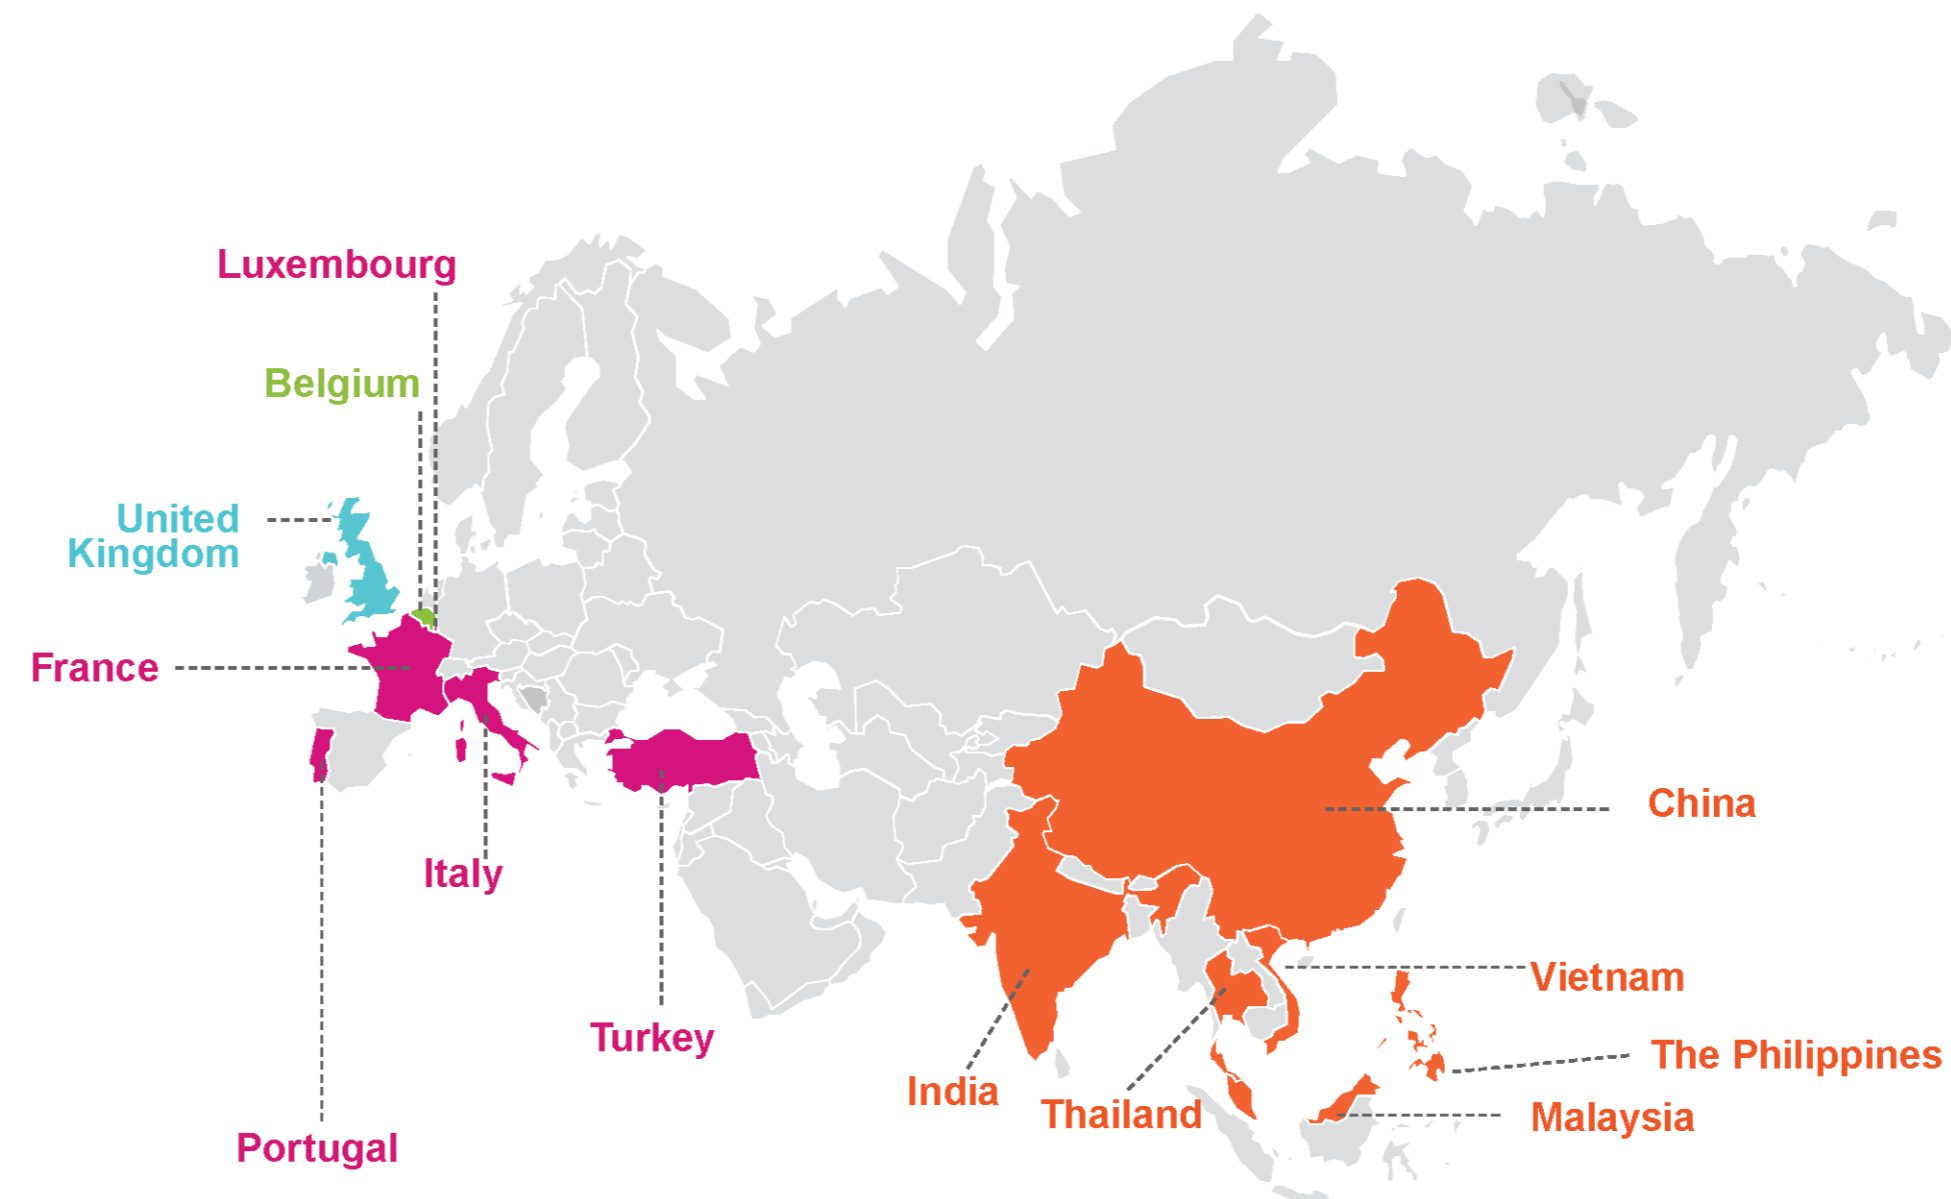 Luxembourg
Belgium
United
Kingdom
France
China
Italy
Vietnam
Turkey
The Philippines
India
Thailand
Malaysia
Portugal